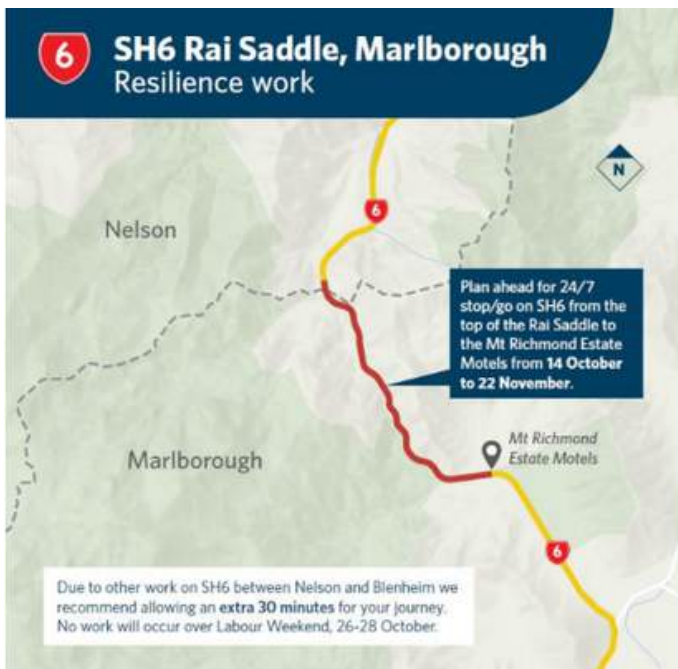 6
SH6 Rai Saddle, Marlborough
Resilience work
N
6
Nelson
Plan ahead for 24/7
stop/go on SH6 from the
top of the Rai Saddle to
the Mt Richmond Estate
Motels from 14 October
to 22 November.
Mt Richmond
Estate Motels
Marlborough
6
Due to other work on SH6 between Nelson and Blenheim we
recommend allowing an extra 30 minutes for your journey.
No work will occur over Labour Weekend, 26-28 October.